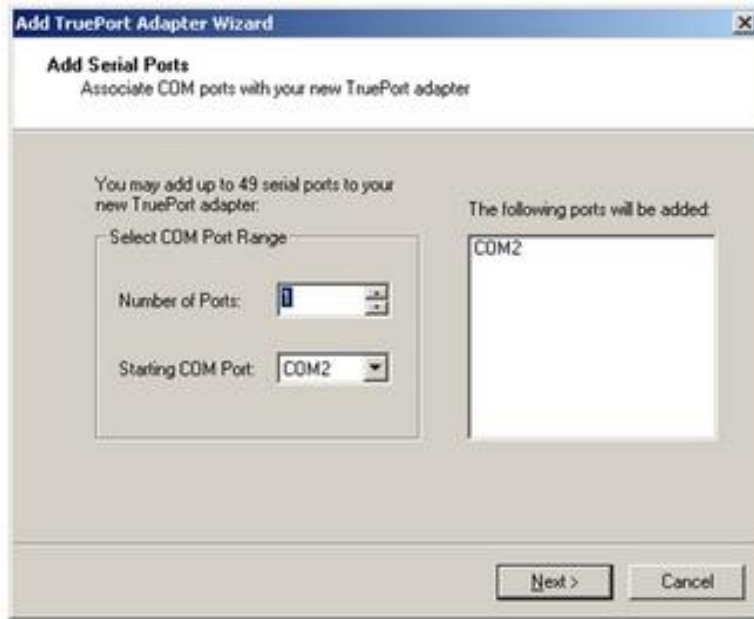 Add TruePort Adapter Wizard
Add Serial Ports
Associate COM ports with your new TruePort adapter
You may add up to 49 serial ports to your
new TruePort adapter:
Select COM Port Range
Number of Ports:
1
Starting COM Port:
COM2
The following ports will be added:
COM2
Next >
Cancel